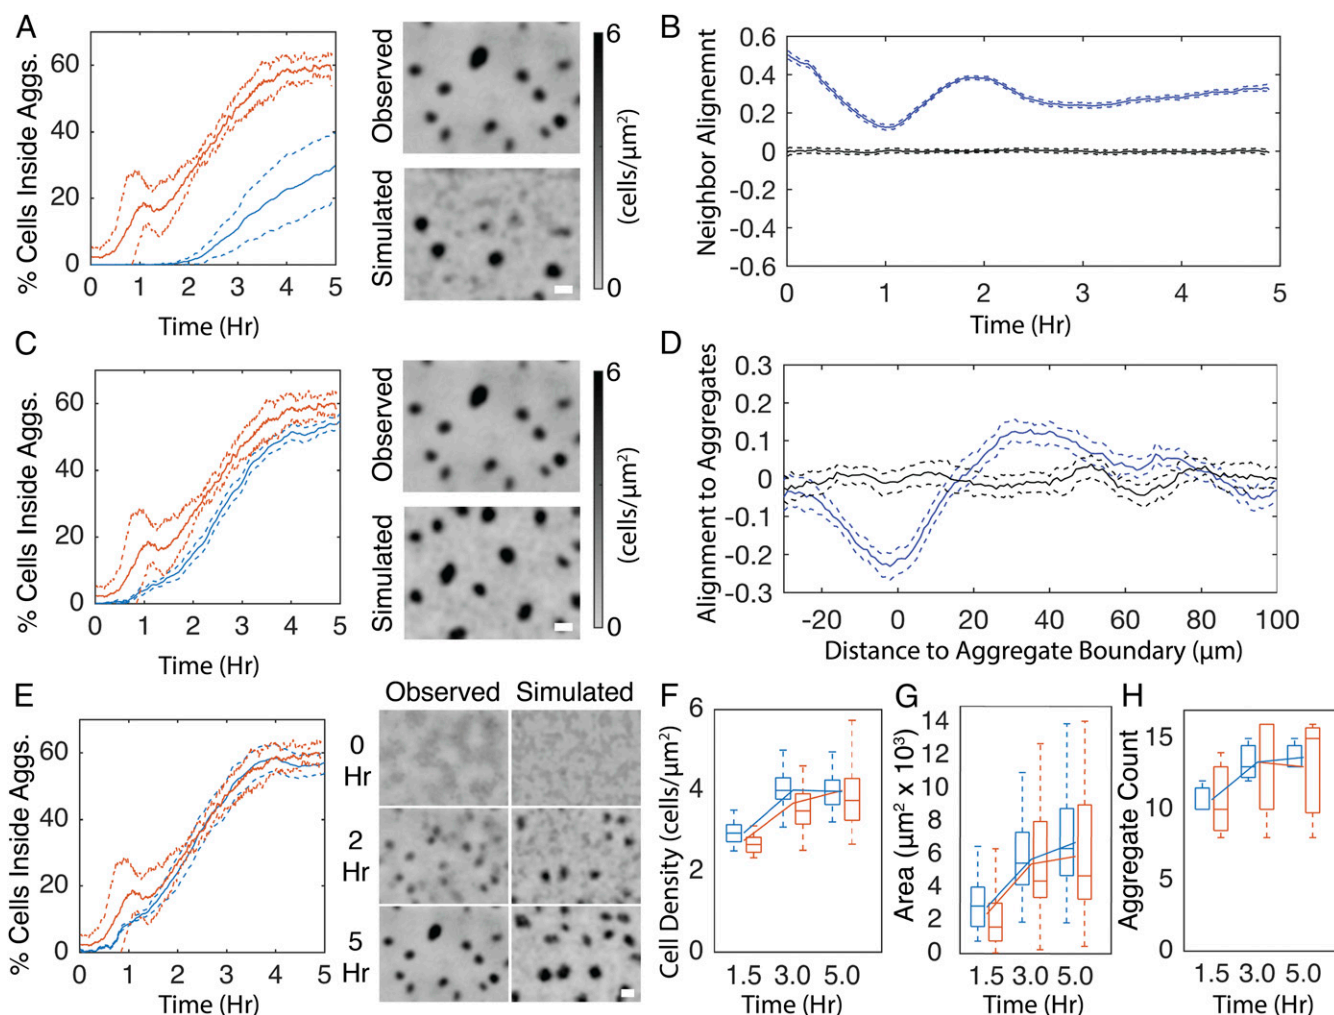 A
% Cells Inside Aggs.
60
40
20
0
0 1 2 3 4 5
Time (Hr)
Observed
Simulated
6
(cells/µm²)
0
B
Neighbor Alignemnt
0.6
0.4
0.2
0
-0.2
-0.4
-0.6
0 1 2 3 4 5
Time (Hr)
C
% Cells Inside Aggs.
60
40
20
0
0 1 2 3 4 5
Time (Hr)
Observed
Simulated
6
(cells/µm²)
0
D
Alignment to Aggregates
0.3
0.2
0.1
0
-0.1
-0.2
-0.3
-20 0 20 40 60 80 100
Distance to Aggregate Boundary (µm)
E
% Cells Inside Aggs.
60
40
20
0
0 1 2 3 4 5
Time (Hr)
Observed Simulated
0
Hr
2
Hr
5
Hr
F
Cell Density (cells/µm²)
6
4
2
0
1.5 3.0 5.0
Time (Hr)
G
Area (µm² x 10³)
14
12
10
8
6
4
2
0
1.5 3.0 5.0
Time (Hr)
H
Aggregate Count
15
10
5
0
1.5 3.0 5.0
Time (Hr)